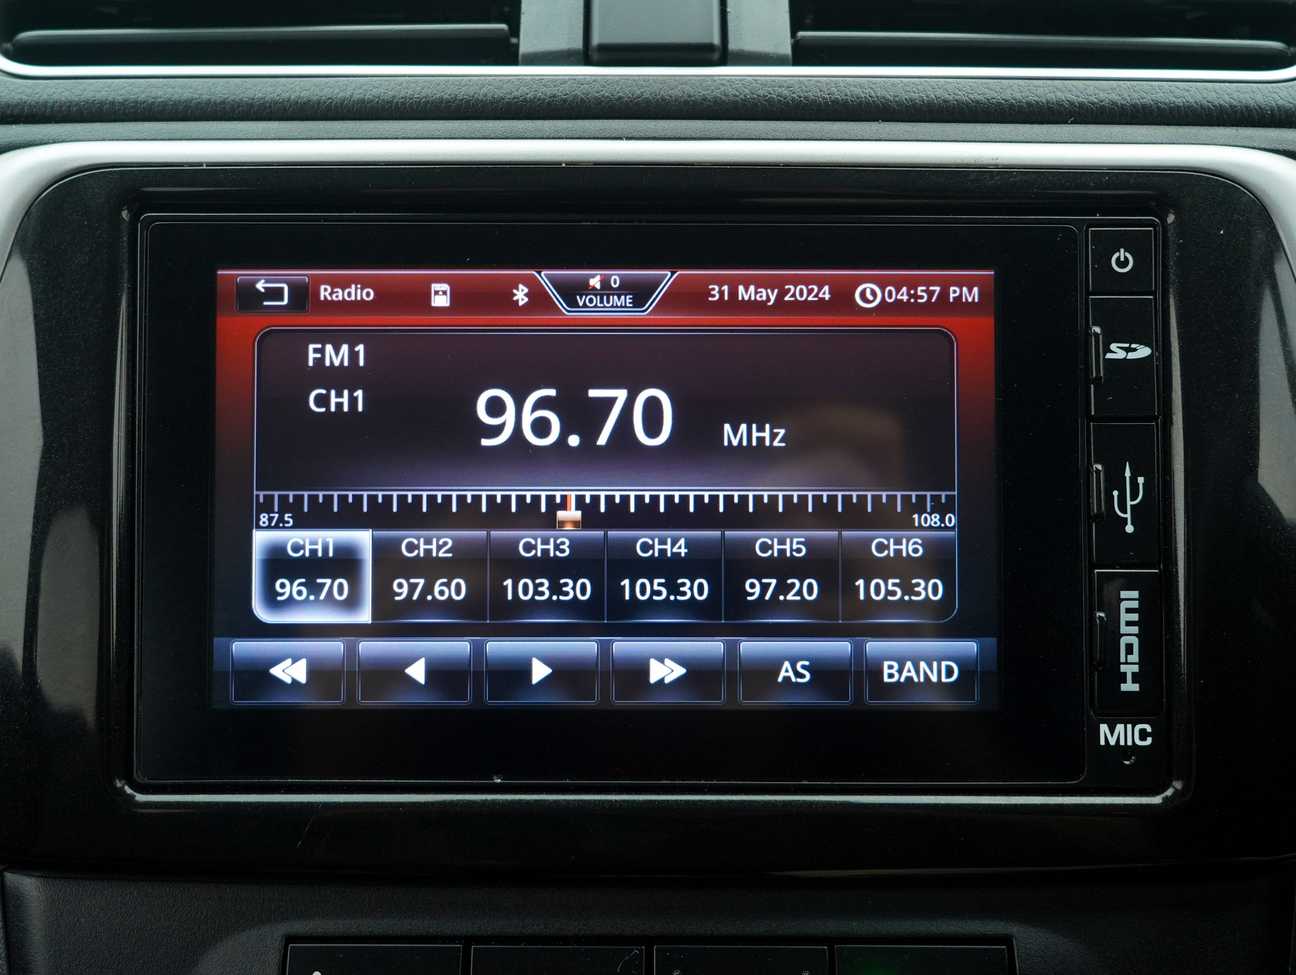 Radio 0 31 May 2024 04:57 PM
VOLUME
FM1
CH1
96.70 MHz
87.5 108.0
CH1 CH2 CH3 CH4 CH5 CH6
96.70 97.60 103.30 105.30 97.20 105.30
AS BAND
SD
HDMI
MIC